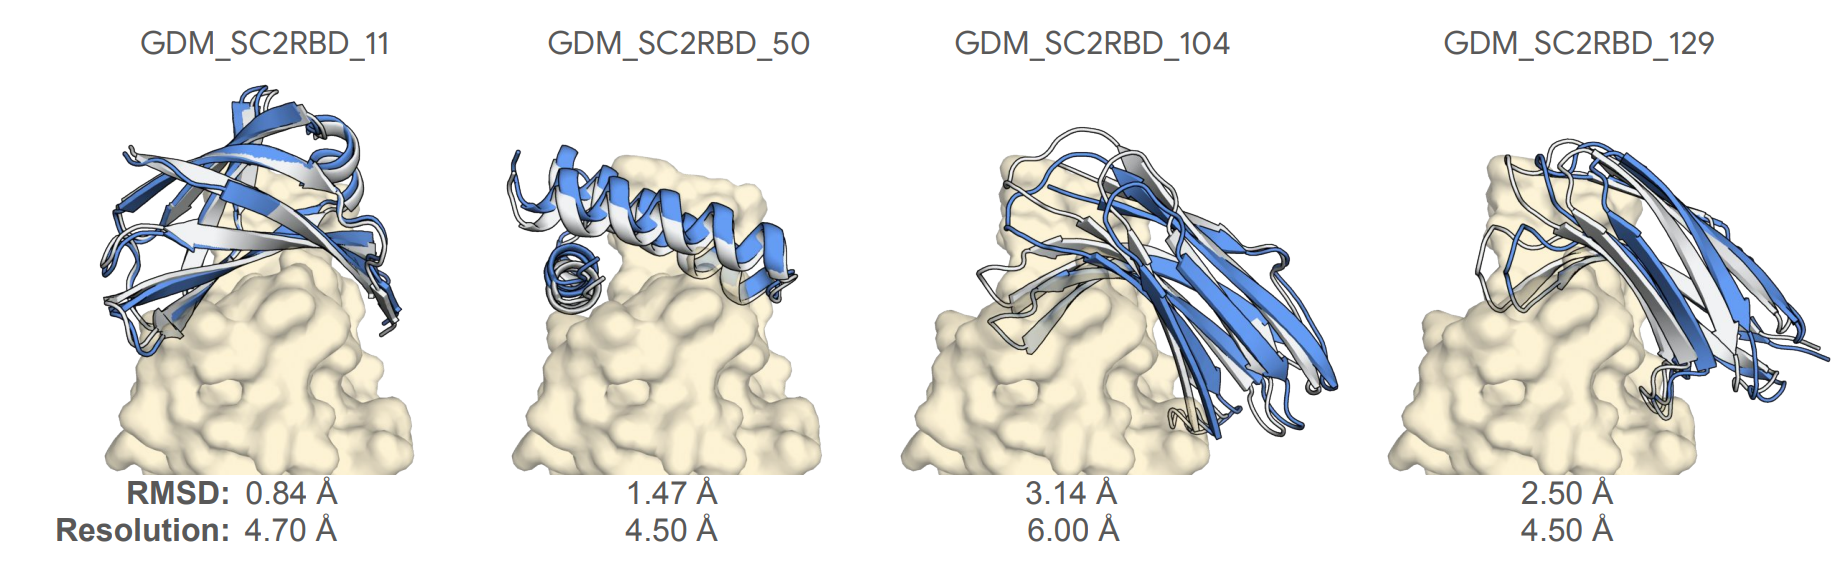 GDM_SC2RBD_11 GDM_SC2RBD_50 GDM_SC2RBD_104 GDM_SC2RBD_129
RMSD: 0.84 Å 1.47 Å 3.14 Å 2.50 Å
Resolution: 4.70 Å 4.50 Å 6.00 Å 4.50 Å